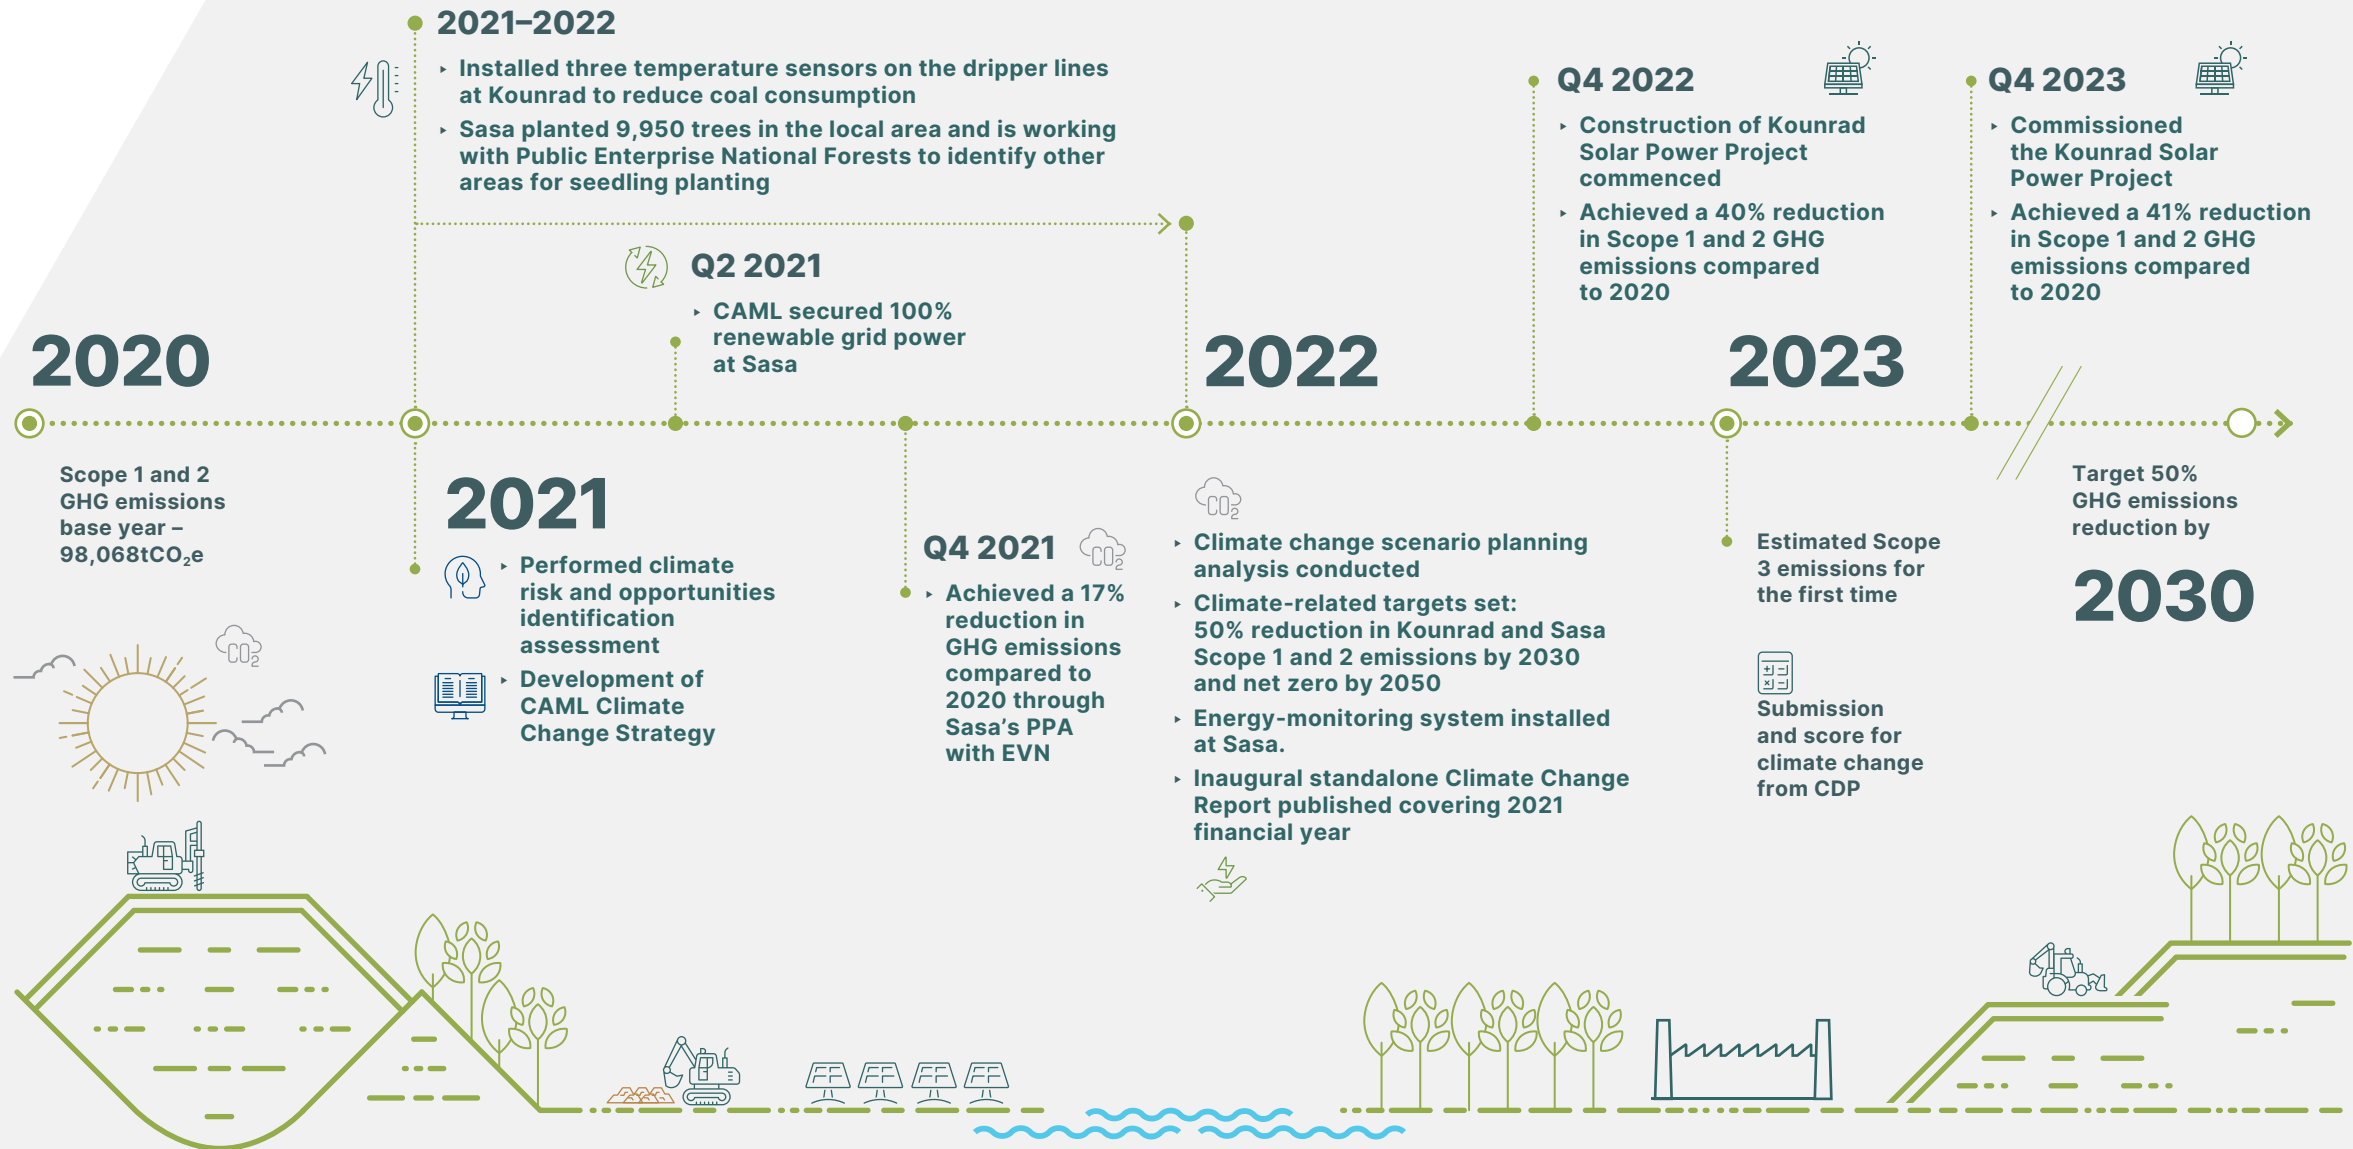 2021–2022
‣ Installed three temperature sensors on the dripper lines
at Kounrad to reduce coal consumption
‣ Sasa planted 9,950 trees in the local area and is working
with Public Enterprise National Forests to identify other
areas for seedling planting
Q2 2021
‣ CAML secured 100%
renewable grid power
at Sasa
Q4 2022
‣ Construction of Kounrad
Solar Power Project
commenced
‣ Achieved a 40% reduction
in Scope 1 and 2 GHG
emissions compared
to 2020
Q4 2023
‣ Commissioned
the Kounrad Solar
Power Project
‣ Achieved a 41% reduction
in Scope 1 and 2 GHG
emissions compared
to 2020
2020
Scope 1 and 2
GHG emissions
base year –
98,068tCO₂e
CO₂
2021
‣ Performed climate
risk and opportunities
identification
assessment
‣ Development of
CAML Climate
Change Strategy
Q4 2021
CO₂
‣ Achieved a 17%
reduction in
GHG emissions
compared to
2020 through
Sasa’s PPA
with EVN
2022
CO₂
‣ Climate change scenario planning
analysis conducted
‣ Climate-related targets set:
50% reduction in Kounrad and Sasa
Scope 1 and 2 emissions by 2030
and net zero by 2050
‣ Energy-monitoring system installed
at Sasa.
‣ Inaugural standalone Climate Change
Report published covering 2021
financial year
2023
Estimated Scope
3 emissions for
the first time
Submission
and score for
climate change
from CDP
Target 50%
GHG emissions
reduction by
2030